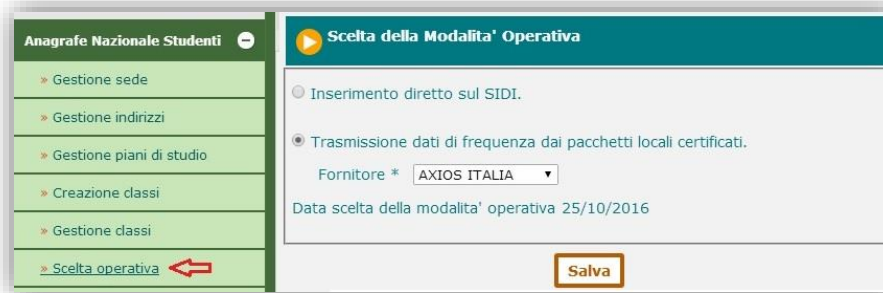 Anagrafe Nazionale Studenti
» Gestione sede
» Gestione indirizzi
» Gestione piani di studio
» Creazione classi
» Gestione classi
» Scelta operativa
Scelta della Modalita' Operativa
Inserimento diretto sul SIDI.
Trasmissione dati di frequenza dai pacchetti locali certificati.
Fornitore * AXIOS ITALIA
Data scelta della modalita' operativa 25/10/2016
Salva